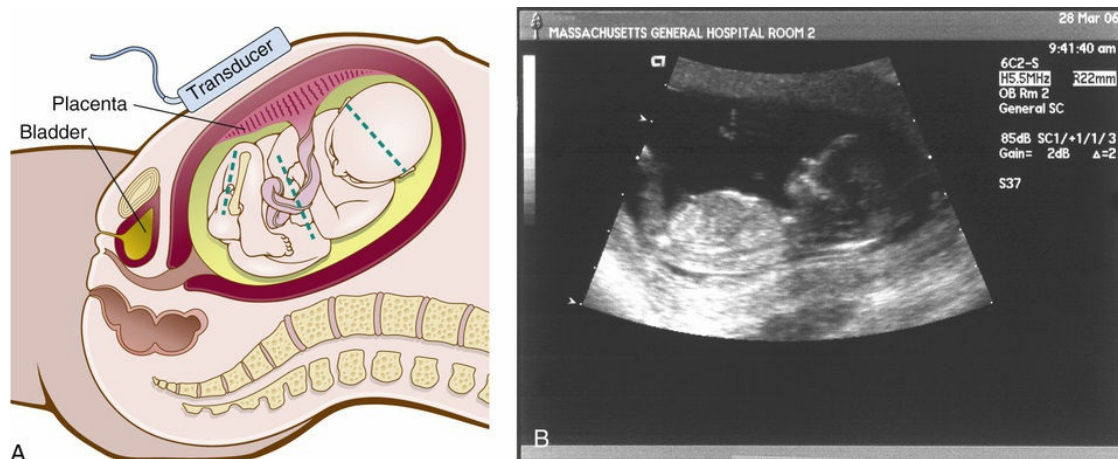 Transducer
Placenta
Bladder
A
28 Mar 06
MASSACHUSETTS GENERAL HOSPITAL ROOM 2
9:41:40 am
6C2-S
H5.5MHz R22mm
OB Rm 2
General SC
85dB SC1/+1/1/3
Gain= 2dB Δ=2
S37
B